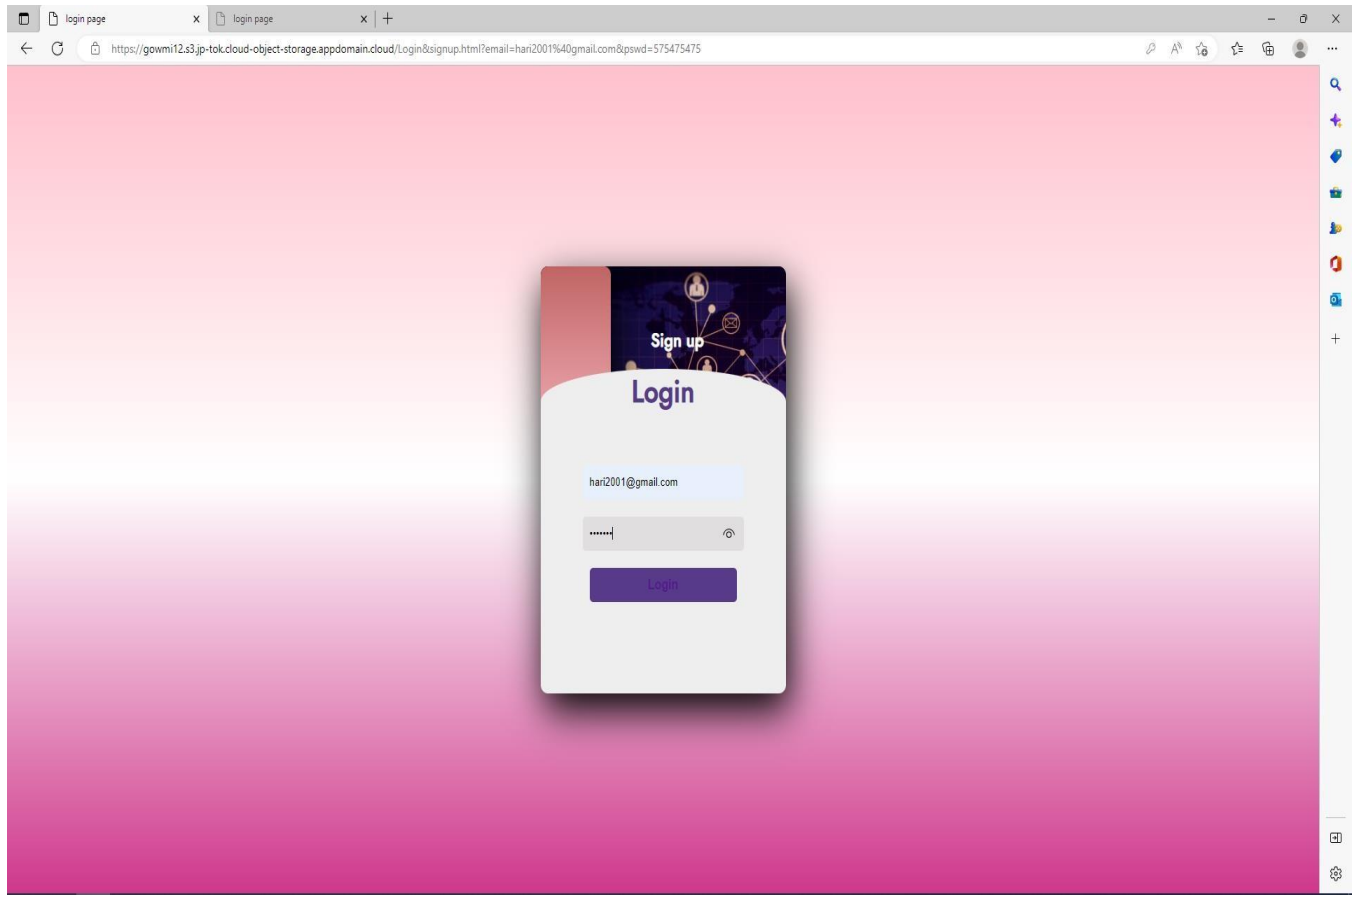 login page
login page
https://gowmi12.s3.jp-tok.cloud-object-storage.appdomain.cloud/Login&signup.html?email=hari2001%40gmail.com&pswd=575475475
Sign up
Login
hari2001@gmail.com
•••••••
Login